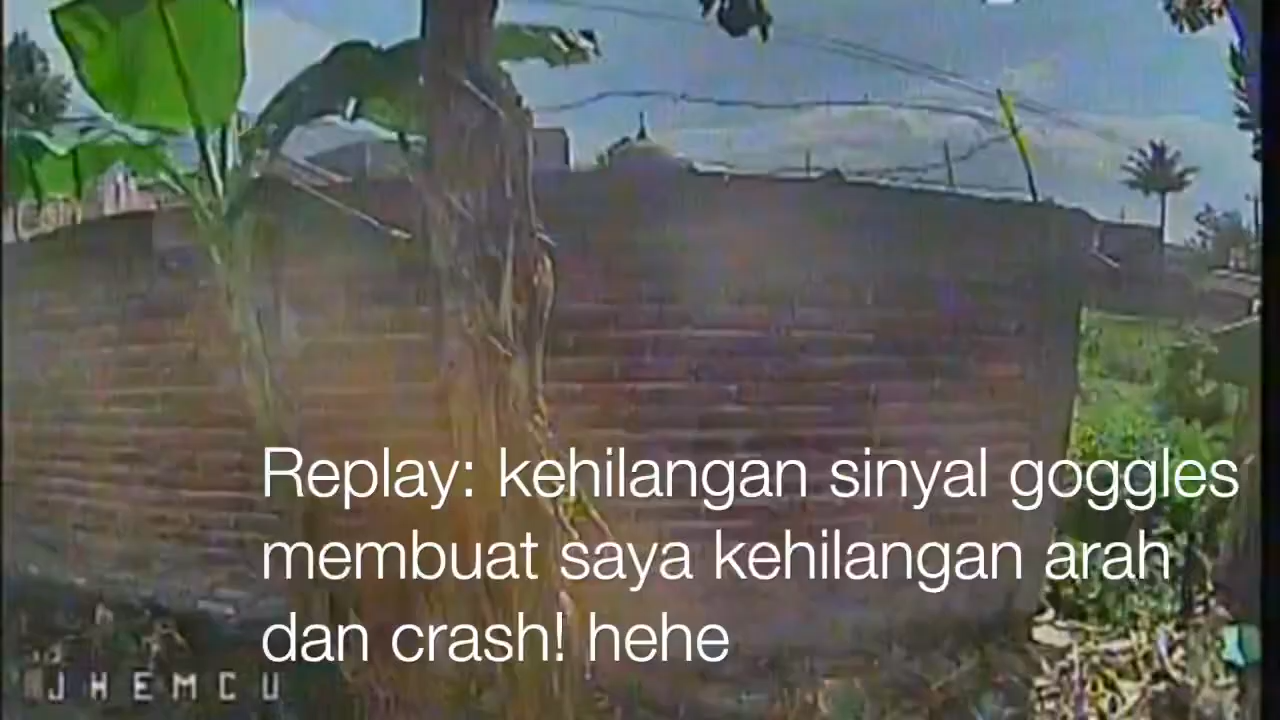 Replay: kehilangan sinyal goggles
membuat saya kehilangan arah
dan crash! hehe
JHEMCU